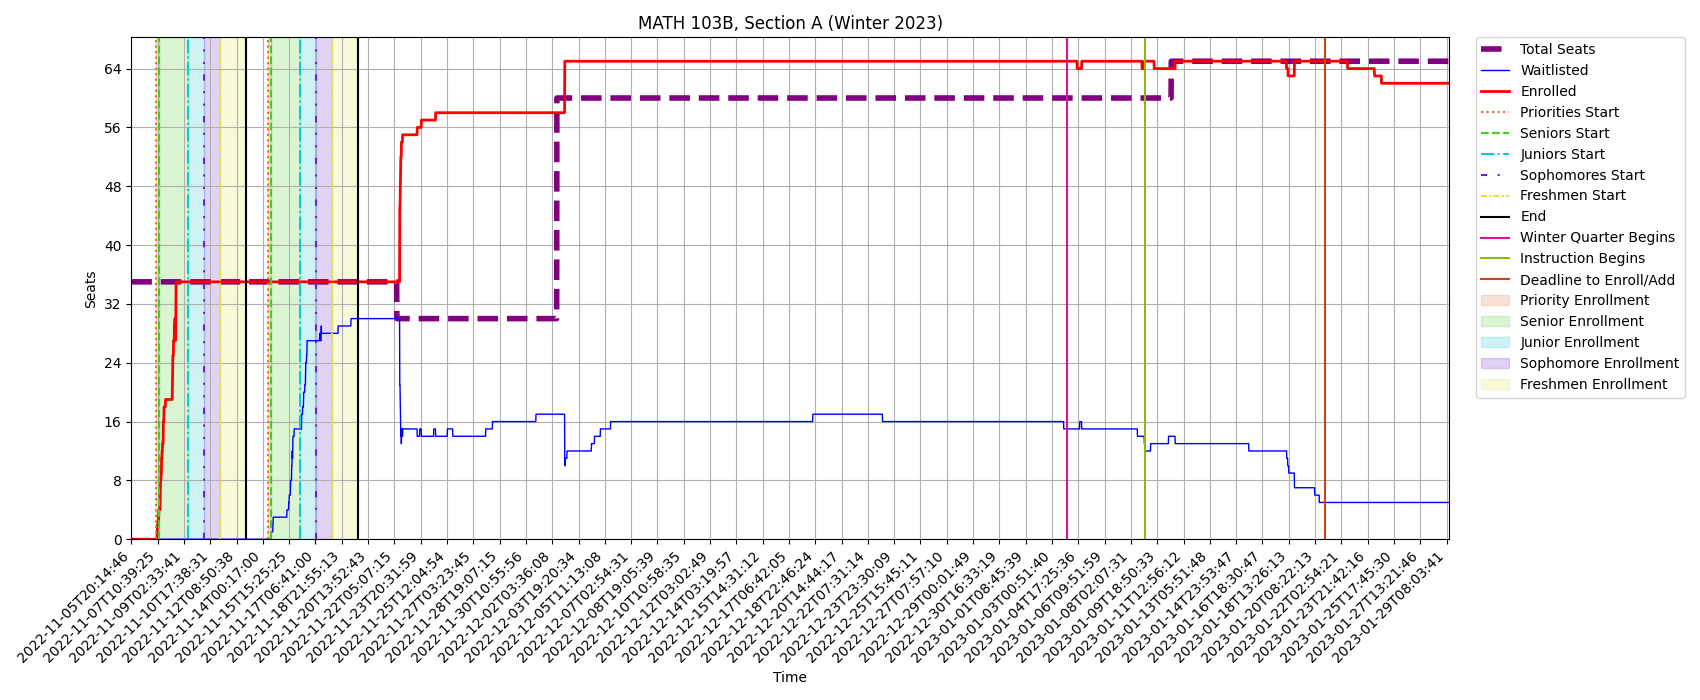 MATH 103B, Section A (Winter 2023)
Seats
64
56
48
40
32
24
16
8
0
2022-11-05T20:14:46
2022-11-07T10:39:25
2022-11-09T02:33:41
2022-11-10T17:38:31
2022-11-12T08:50:38
2022-11-14T00:17:00
2022-11-15T15:25:25
2022-11-17T06:41:00
2022-11-18T21:55:13
2022-11-20T13:52:43
2022-11-22T05:07:15
2022-11-23T20:31:59
2022-11-25T12:04:54
2022-11-27T03:23:45
2022-11-28T19:07:15
2022-11-30T10:55:56
2022-12-02T03:36:08
2022-12-03T19:20:34
2022-12-05T11:13:08
2022-12-07T02:54:31
2022-12-08T19:05:39
2022-12-10T10:58:35
2022-12-12T03:02:49
2022-12-14T03:19:57
2022-12-15T14:31:12
2022-12-17T06:42:05
2022-12-18T22:46:24
2022-12-20T14:44:17
2022-12-22T07:31:14
2022-12-23T23:30:09
2022-12-25T15:45:11
2022-12-27T07:57:10
2022-12-29T00:01:49
2022-12-30T16:33:19
2023-01-01T08:45:39
2023-01-03T00:51:40
2023-01-04T17:25:36
2023-01-06T09:51:59
2023-01-08T02:07:31
2023-01-09T18:50:33
2023-01-11T12:56:12
2023-01-13T05:51:48
2023-01-14T23:53:47
2023-01-16T18:30:47
2023-01-18T13:26:13
2023-01-20T08:22:13
2023-01-22T02:54:21
2023-01-23T21:42:16
2023-01-25T17:45:30
2023-01-27T13:21:46
2023-01-29T08:03:41
Time
Total Seats
Waitlisted
Enrolled
Priorities Start
Seniors Start
Juniors Start
Sophomores Start
Freshmen Start
End
Winter Quarter Begins
Instruction Begins
Deadline to Enroll/Add
Priority Enrollment
Senior Enrollment
Junior Enrollment
Sophomore Enrollment
Freshmen Enrollment